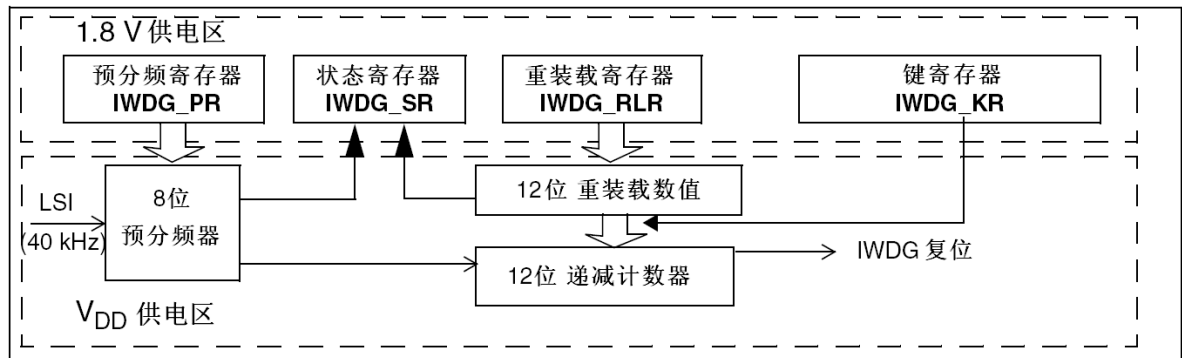 1.8 V 供电区
预分频寄存器
IWDG_PR
状态寄存器
IWDG_SR
重装载寄存器
IWDG_RLR
键寄存器
IWDG_KR
LSI
(40 kHz)
8位
预分频器
12位 重装载数值
12位 递减计数器
IWDG 复位
VDD 供电区